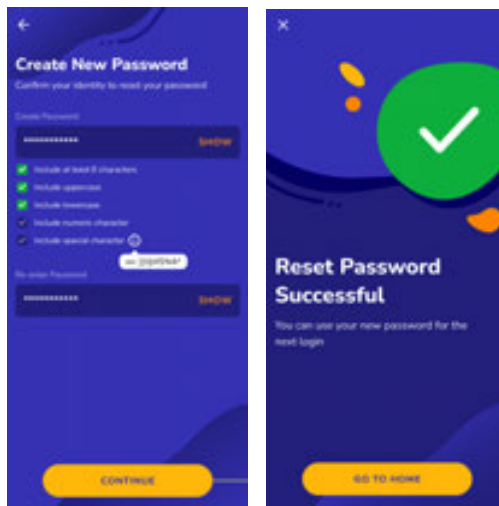 Create New Password
Confirm your identity to reset your password
Create Password
SHOW
Include at least 8 characters
Include uppercase
Include lowercase
Include numeric character
Include special character
Re-enter Password
SHOW
CONTINUE
Reset Password
Successful
You can use your new password for the
next login
GO TO HOME